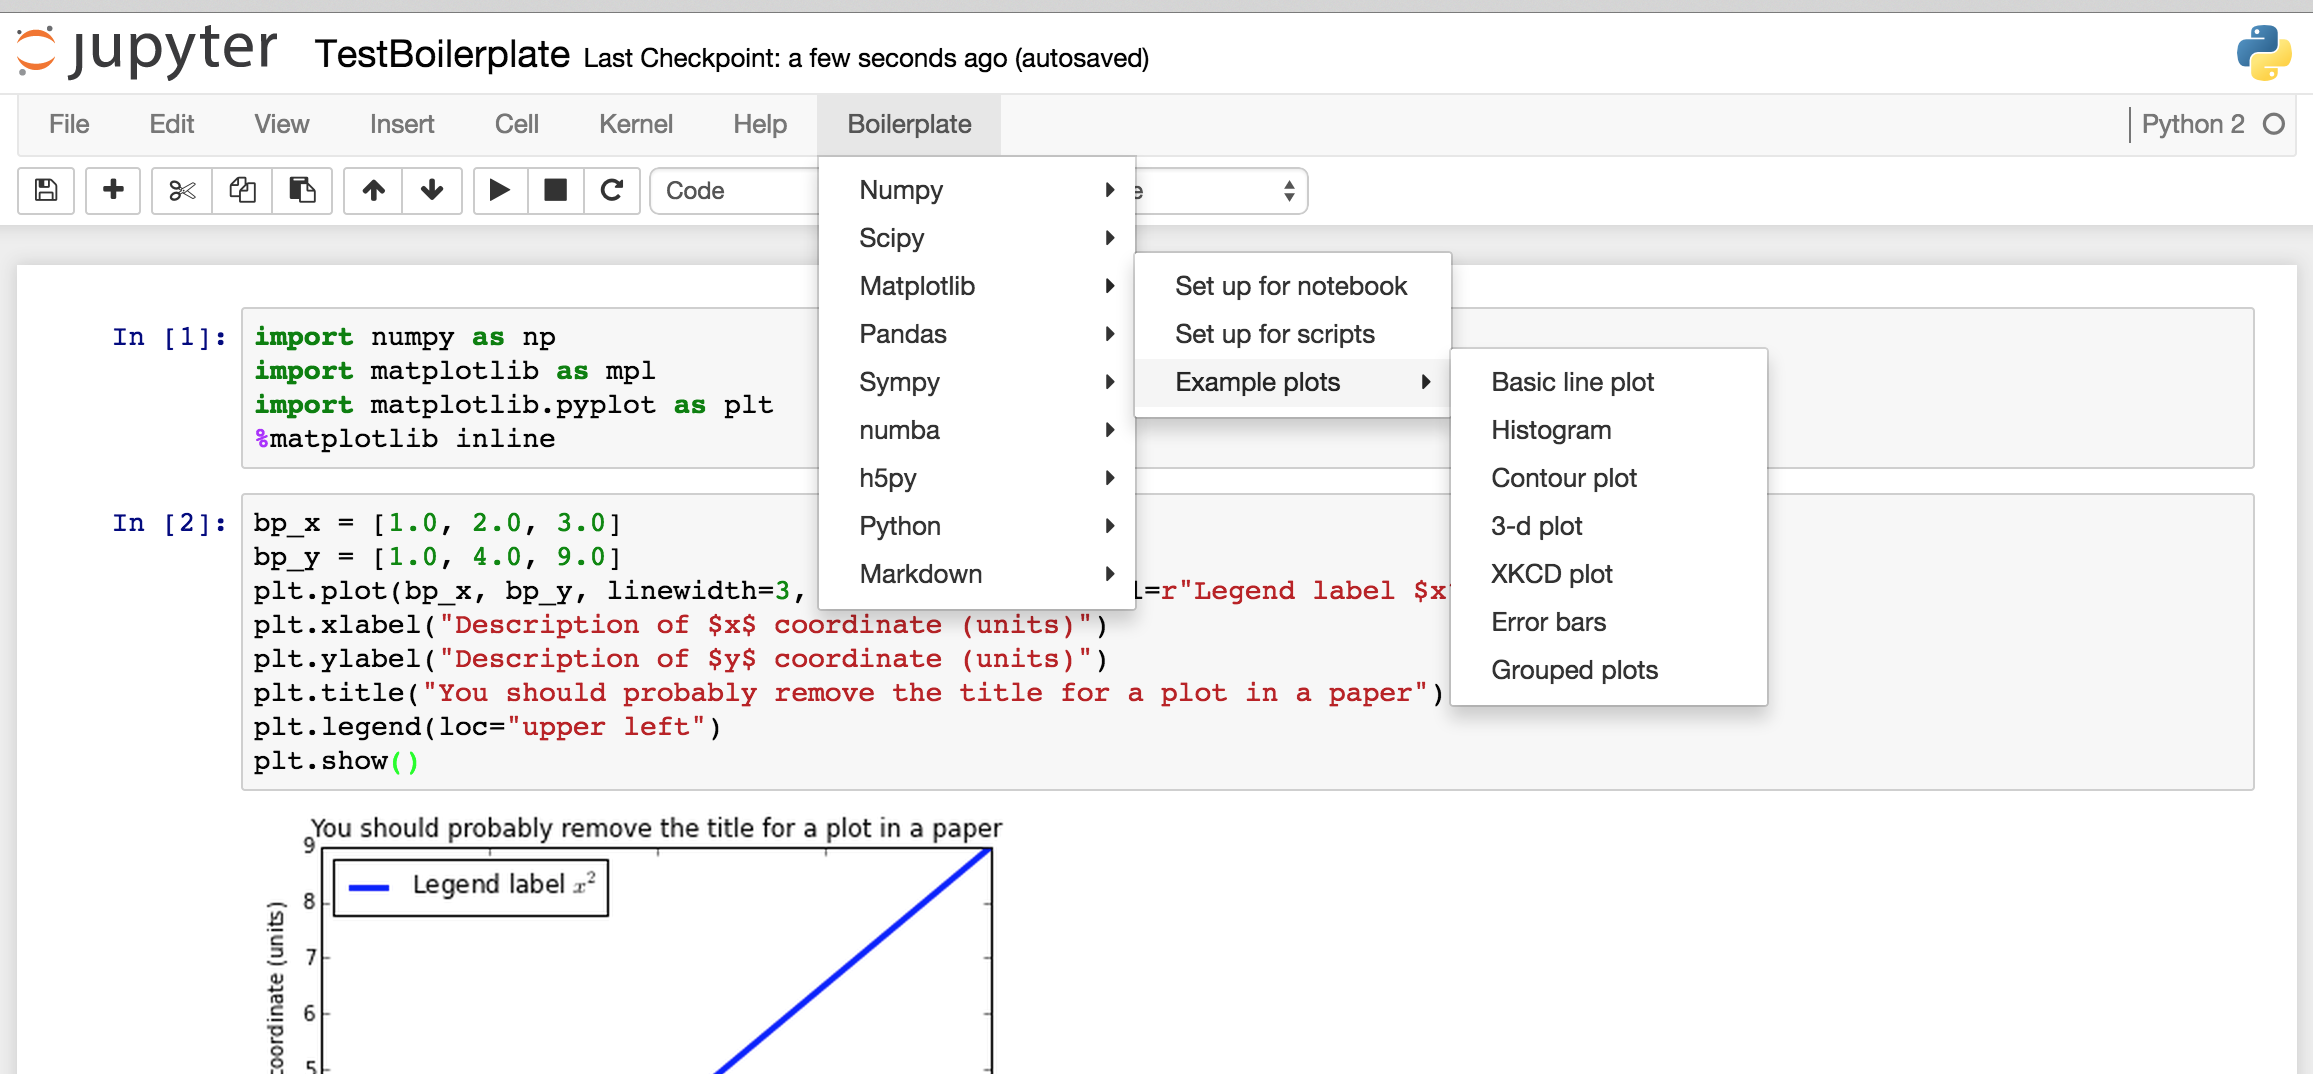 jupyter TestBoilerplate Last Checkpoint: a few seconds ago (autosaved)
File Edit View Insert Cell Kernel Help Boilerplate Python 2
Code
Numpy
Scipy
Matplotlib
Pandas
Sympy
numba
h5py
Python
Markdown
Set up for notebook
Set up for scripts
Example plots
Basic line plot
Histogram
Contour plot
3-d plot
XKCD plot
Error bars
Grouped plots
In [1]:
import numpy as np
import matplotlib as mpl
import matplotlib.pyplot as plt
%matplotlib inline
In [2]:
bp_x = [1.0, 2.0, 3.0]
bp_y = [1.0, 4.0, 9.0]
plt.plot(bp_x, bp_y, linewidth=3, =r"Legend label $x
plt.xlabel("Description of $x$ coordinate (units)")
plt.ylabel("Description of $y$ coordinate (units)")
plt.title("You should probably remove the title for a plot in a paper")
plt.legend(loc="upper left")
plt.show()
You should probably remove the title for a plot in a paper
Legend label x²
9
8
7
6
5
coordinate (units)